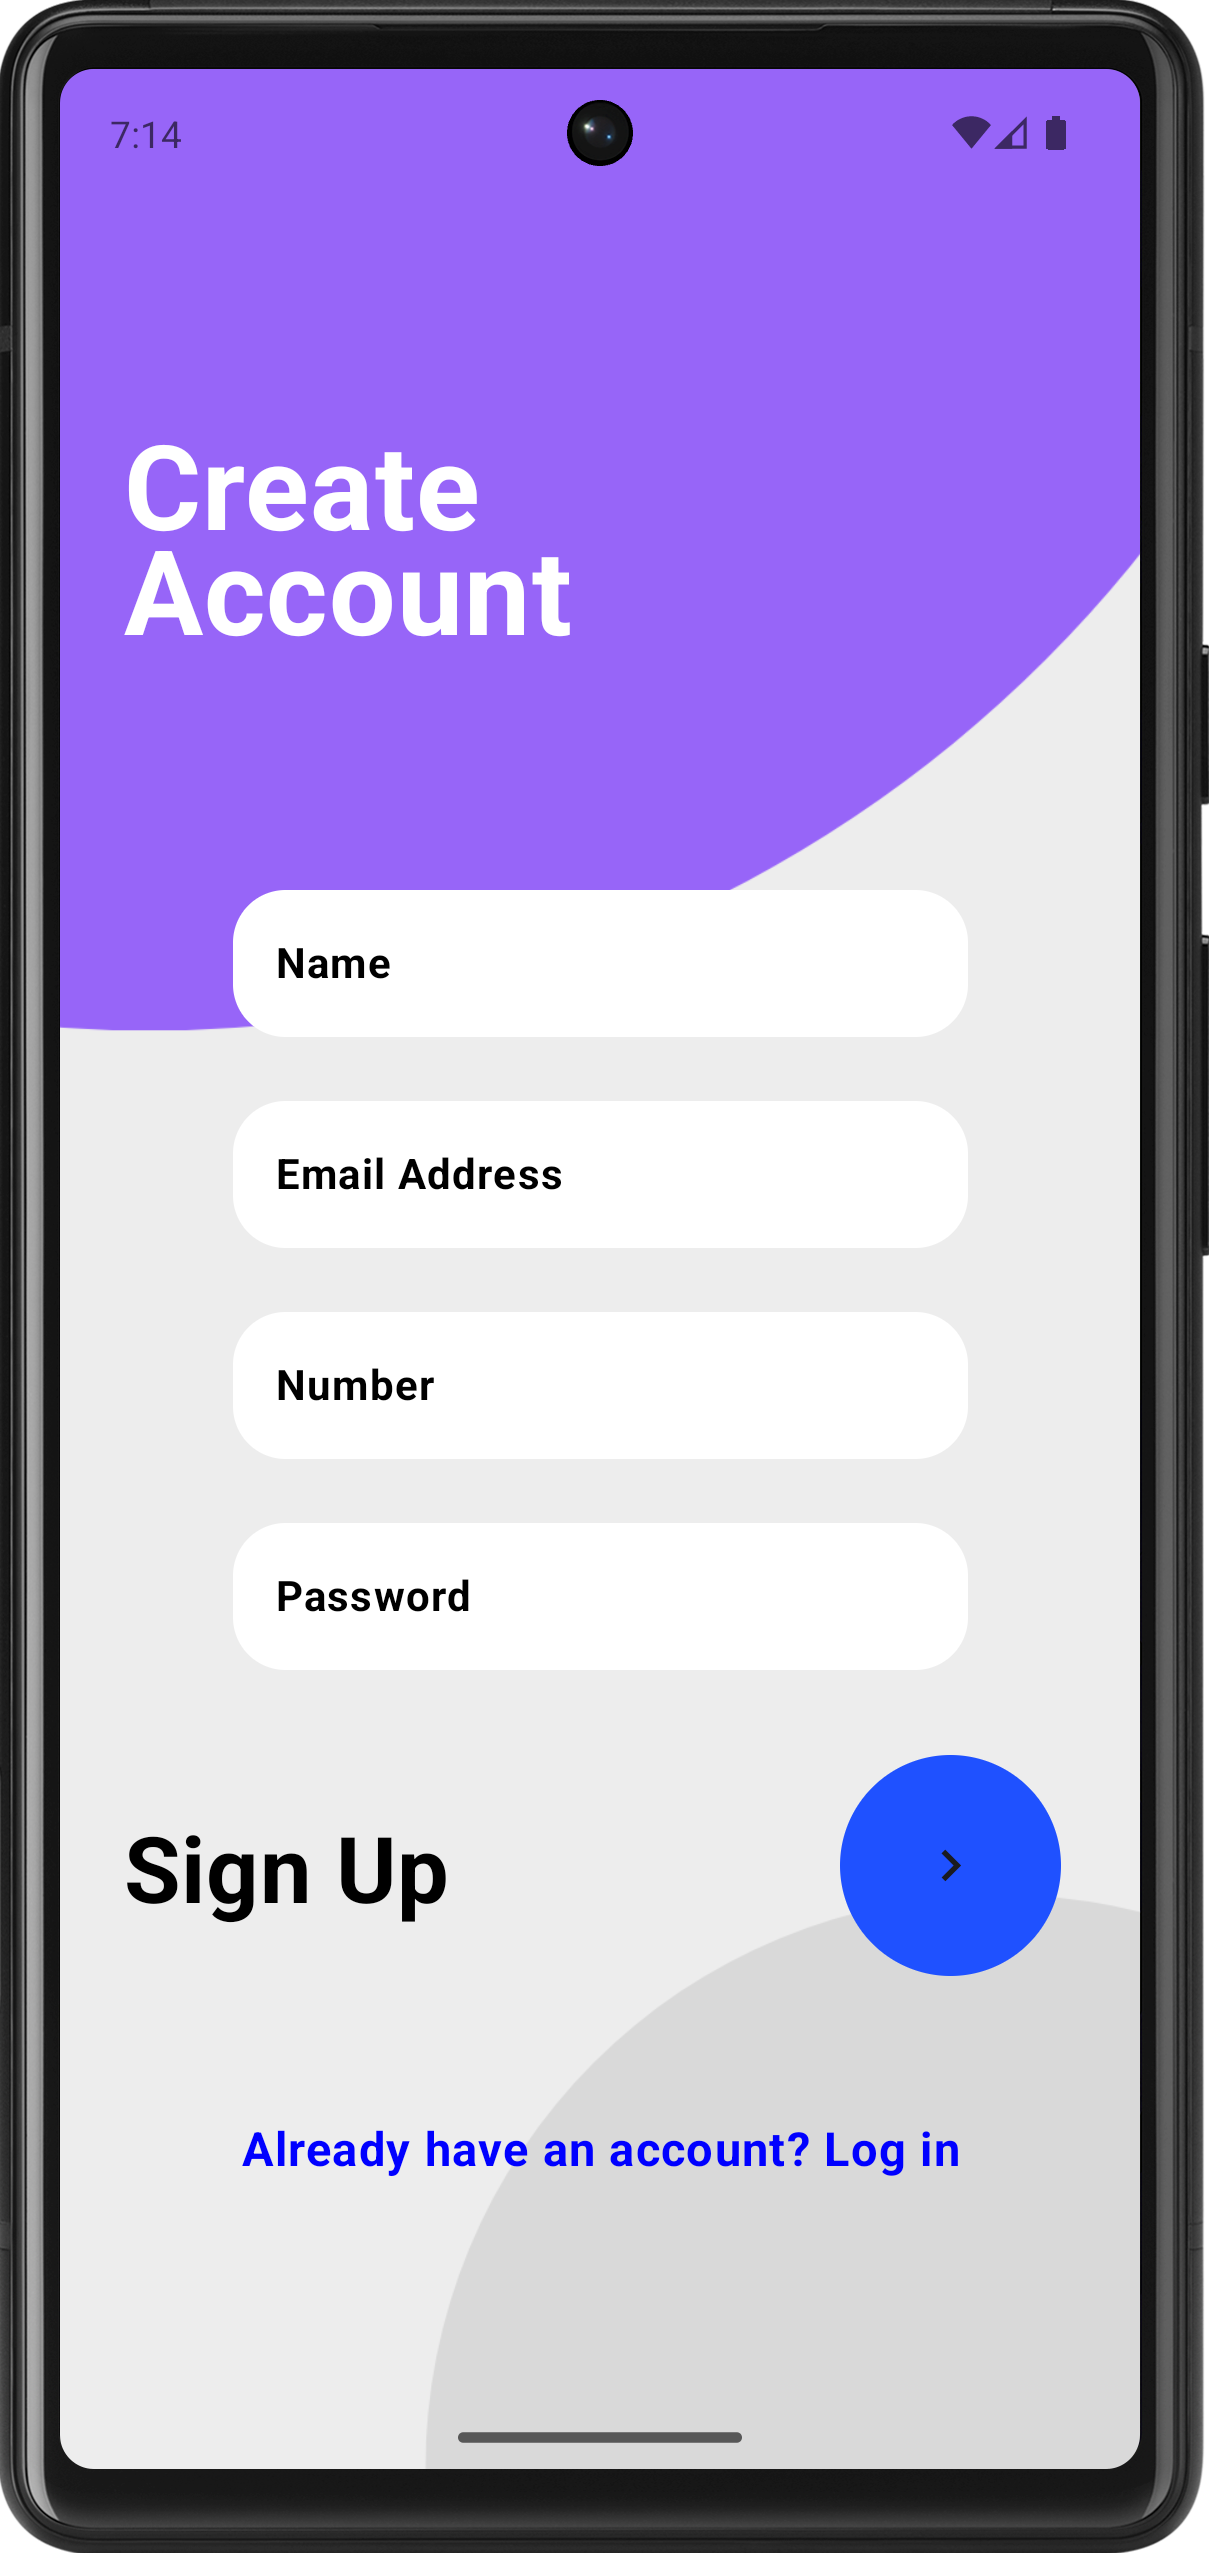 7:14
Create
Account
Name
Email Address
Number
Password
Sign Up
Already have an account? Log in